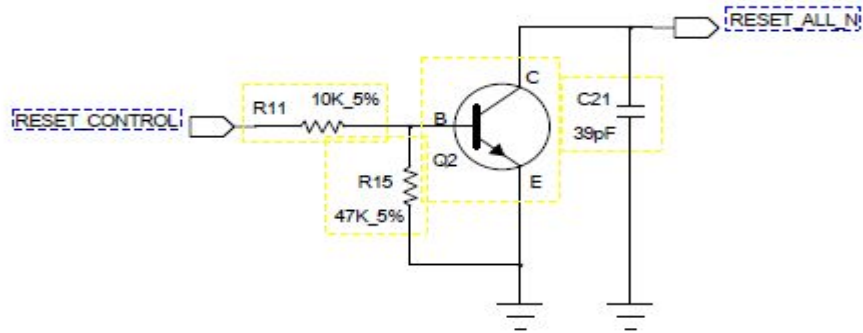 RESET_ALL_N
C
R11
10K_5%
C21
RESET_CONTROL
B
39pF
Q2
R15
E
47K_5%